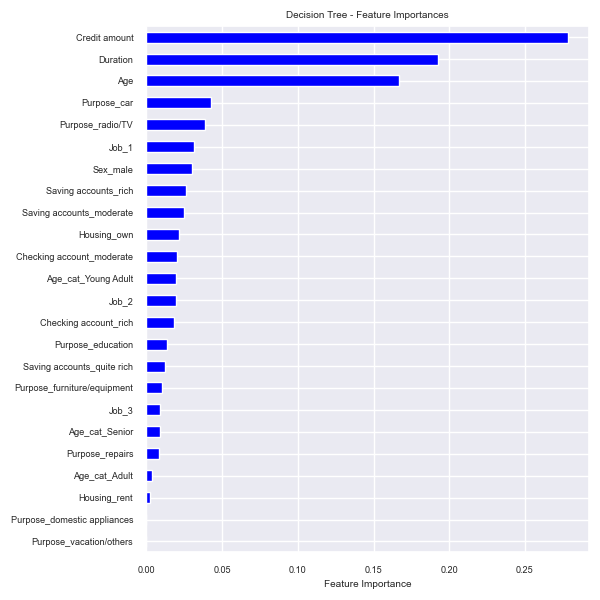 Decision Tree - Feature Importances
Credit amount
Duration
Age
Purpose_car
Purpose_radio/TV
Job_1
Sex_male
Saving accounts_rich
Saving accounts_moderate
Housing_own
Checking account_moderate
Age_cat_Young Adult
Job_2
Checking account_rich
Purpose_education
Saving accounts_quite rich
Purpose_furniture/equipment
Job_3
Age_cat_Senior
Purpose_repairs
Age_cat_Adult
Housing_rent
Purpose_domestic appliances
Purpose_vacation/others
0.00 0.05 0.10 0.15 0.20 0.25
Feature Importance